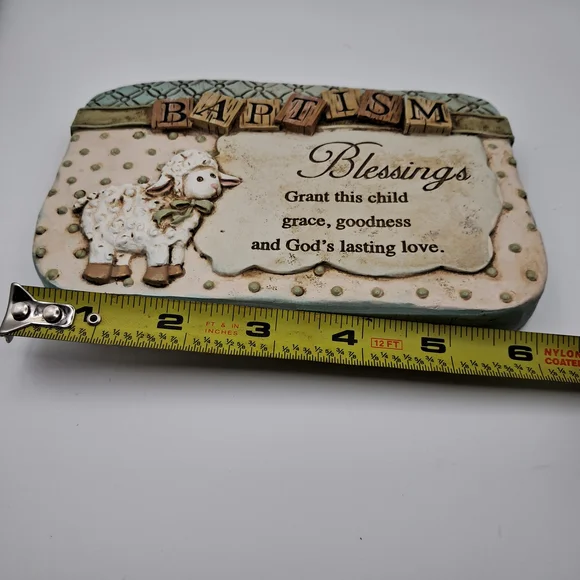 BAPTISM
Blessings
Grant this child
grace, goodness
and God's lasting love.
1 2 FT & IN INCHES 3 4 12 FT 5 6 NYLON COATE